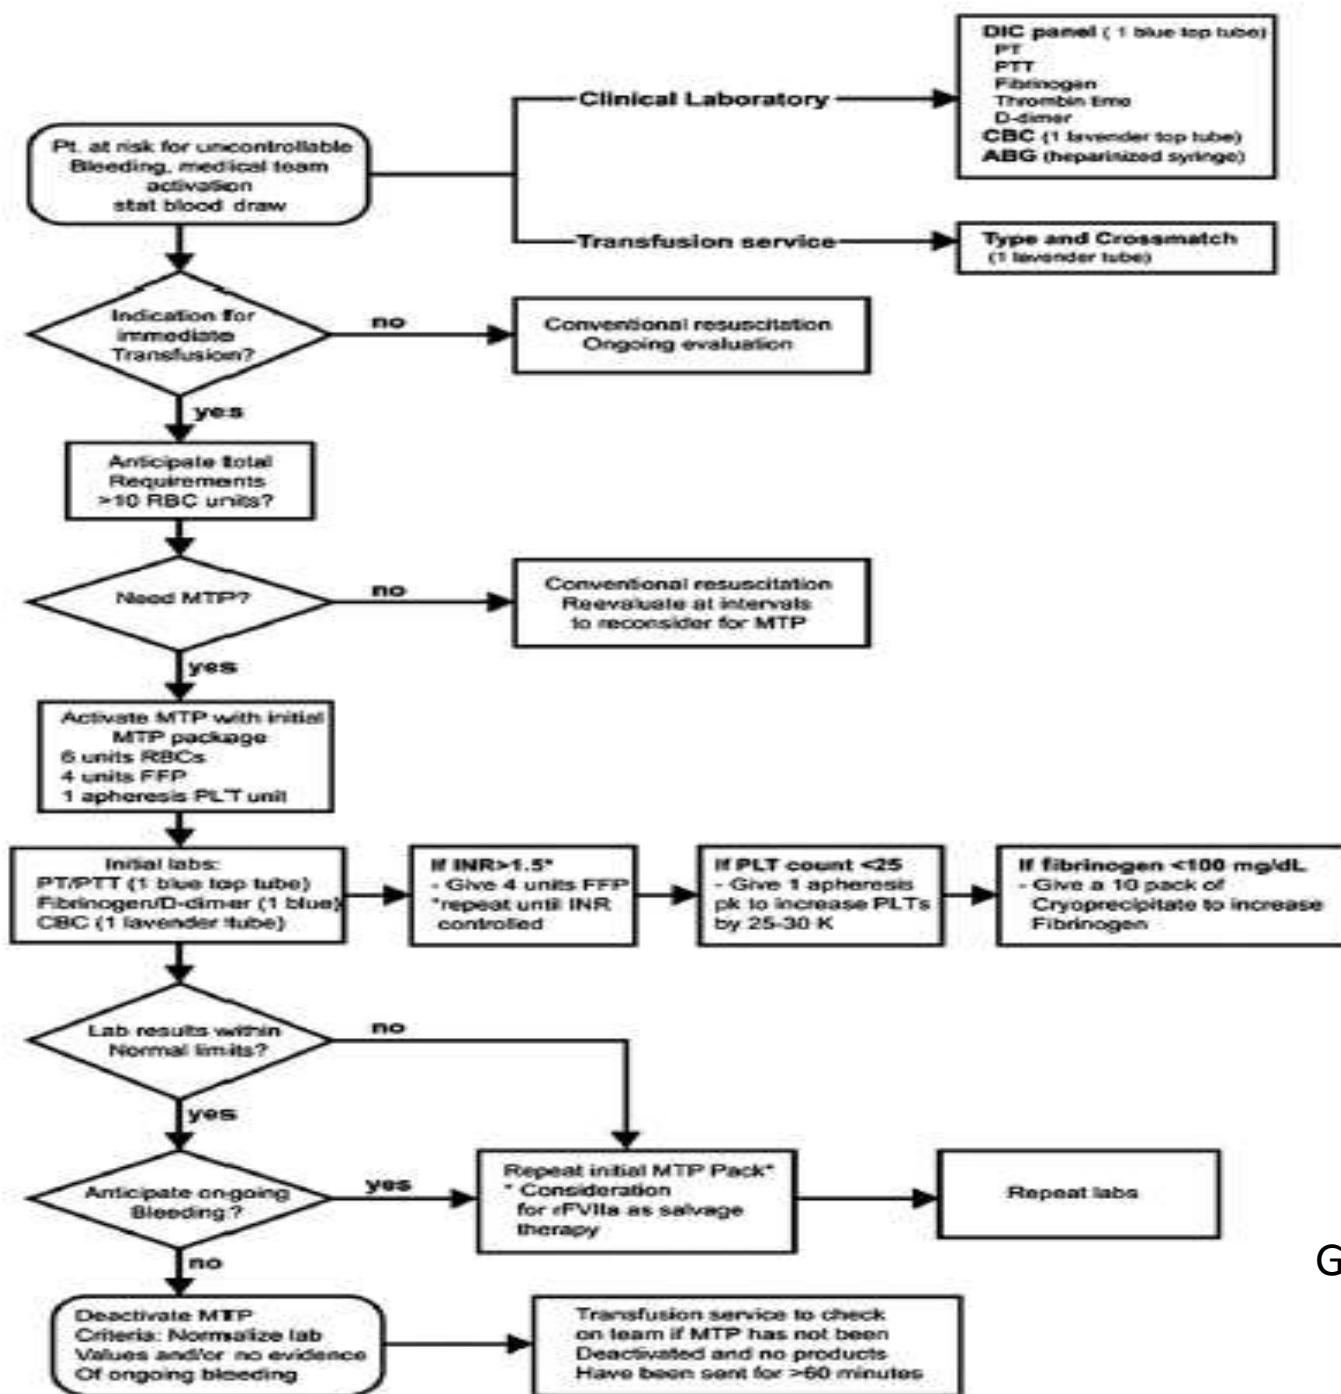 DIC panel ( 1 blue top tube)
PT
PTT
Fibrinogen
Thrombin time
D-dimer
CBC (1 lavender top tube)
ABG (heparinized syringe)
Clinical Laboratory
Pt. at risk for uncontrollable
Bleeding, medical team
activation
stat blood draw
Transfusion service
Type and Crossmatch
(1 lavender tube)
Indication for
immediate
Transfusion?
no
Conventional resuscitation
Ongoing evaluation
yes
Anticipate total
Requirements
>10 RBC units?
Need MTP?
no
Conventional resuscitation
Reevaluate at intervals
to reconsider for MTP
yes
Activate MTP with initial
MTP package
6 units RBCs
4 units FFP
1 apheresis PLT unit
Initial labs:
PT/PTT (1 blue top tube)
Fibrinogen/D-dimer (1 blue)
CBC (1 lavender tube)
If INR>1.5*
- Give 4 units FFP
*repeat until INR
controlled
If PLT count <25
- Give 1 apheresis
pk to increase PLTs
by 25-30 K
If fibrinogen <100 mg/dL
- Give a 10 pack of
Cryoprecipitate to increase
Fibrinogen
Lab results within
Normal limits?
no
yes
Anticipate on-going
Bleeding?
yes
Repeat initial MTP Pack*
* Consideration
for rFVIIa as salvage
therapy
Repeat labs
no
G
Deactivate MTP
Criteria: Normalize lab
Values and/or no evidence
Of ongoing bleeding
Transfusion service to check
on team if MTP has not been
Deactivated and no products
Have been sent for >60 minutes